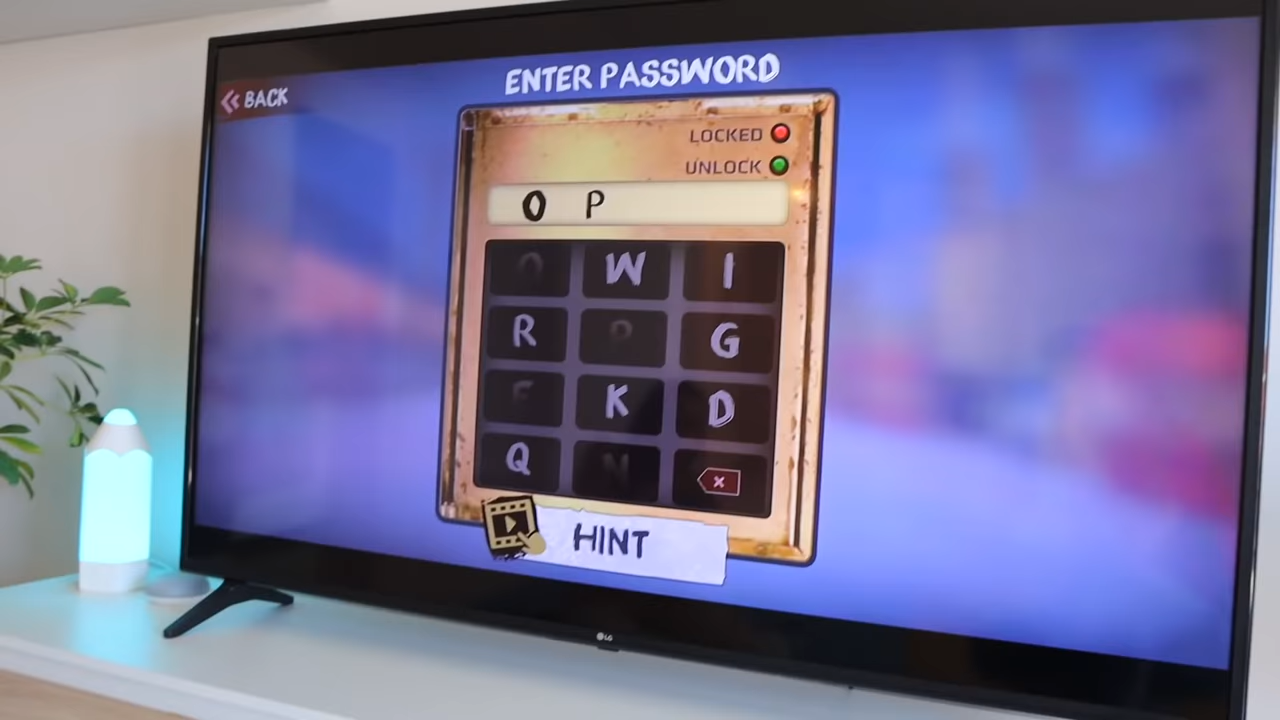 ENTER PASSWORD
BACK
LOCKED
UNLOCK
O P
O W I
R P G
K D
Q N
HINT
LG